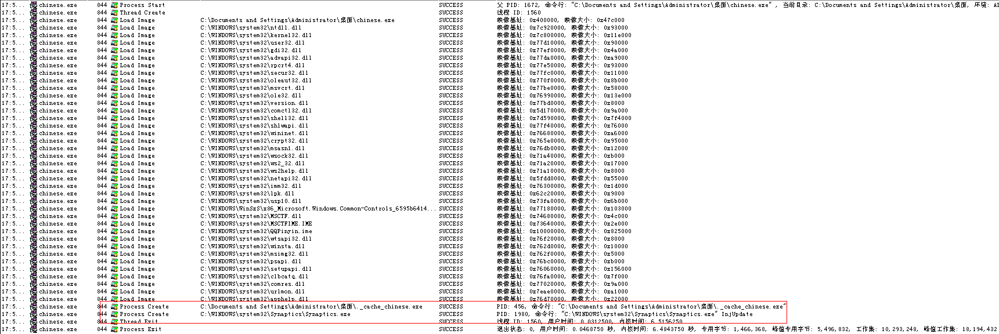 17:5... chinese.exe 844 Process Start SUCCESS 父 PID: 1672, 命令行: "C:\Documents and Settings\Administrator\桌面\chinese.exe" , 当前目录: C:\Documents and Settings\Administrator\桌面, 环境: Al
17:5... chinese.exe 844 Thread Create SUCCESS 线程 ID: 1560
17:5... chinese.exe 844 Load Image C:\Documents and Settings\Administrator\桌面\chinese.exe SUCCESS 映像基址: 0x400000, 映像大小: 0x47c000
17:5... chinese.exe 844 Load Image C:\WINDOWS\system32\ntdll.dll SUCCESS 映像基址: 0x7c920000, 映像大小: 0x93000
17:5... chinese.exe 844 Load Image C:\WINDOWS\system32\kernel32.dll SUCCESS 映像基址: 0x7c800000, 映像大小: 0x11e000
17:5... chinese.exe 844 Load Image C:\WINDOWS\system32\user32.dll SUCCESS 映像基址: 0x77d10000, 映像大小: 0x90000
17:5... chinese.exe 844 Load Image C:\WINDOWS\system32\gdi32.dll SUCCESS 映像基址: 0x77ef0000, 映像大小: 0x4a000
17:5... chinese.exe 844 Load Image C:\WINDOWS\system32\advapi32.dll SUCCESS 映像基址: 0x77da0000, 映像大小: 0xa9000
17:5... chinese.exe 844 Load Image C:\WINDOWS\system32\rpcrt4.dll SUCCESS 映像基址: 0x77e50000, 映像大小: 0x93000
17:5... chinese.exe 844 Load Image C:\WINDOWS\system32\secur32.dll SUCCESS 映像基址: 0x77fc0000, 映像大小: 0x11000
17:5... chinese.exe 844 Load Image C:\WINDOWS\system32\oleaut32.dll SUCCESS 映像基址: 0x770f0000, 映像大小: 0x8b000
17:5... chinese.exe 844 Load Image C:\WINDOWS\system32\msvcrt.dll SUCCESS 映像基址: 0x77be0000, 映像大小: 0x58000
17:5... chinese.exe 844 Load Image C:\WINDOWS\system32\ole32.dll SUCCESS 映像基址: 0x76990000, 映像大小: 0x13e000
17:5... chinese.exe 844 Load Image C:\WINDOWS\system32\version.dll SUCCESS 映像基址: 0x77bd0000, 映像大小: 0x8000
17:5... chinese.exe 844 Load Image C:\WINDOWS\system32\comctl32.dll SUCCESS 映像基址: 0x5d170000, 映像大小: 0x9a000
17:5... chinese.exe 844 Load Image C:\WINDOWS\system32\shell32.dll SUCCESS 映像基址: 0x7d590000, 映像大小: 0x7f4000
17:5... chinese.exe 844 Load Image C:\WINDOWS\system32\shlwapi.dll SUCCESS 映像基址: 0x77f40000, 映像大小: 0x76000
17:5... chinese.exe 844 Load Image C:\WINDOWS\system32\wininet.dll SUCCESS 映像基址: 0x76680000, 映像大小: 0xa6000
17:5... chinese.exe 844 Load Image C:\WINDOWS\system32\crypt32.dll SUCCESS 映像基址: 0x765e0000, 映像大小: 0x95000
17:5... chinese.exe 844 Load Image C:\WINDOWS\system32\msasn1.dll SUCCESS 映像基址: 0x76db0000, 映像大小: 0x12000
17:5... chinese.exe 844 Load Image C:\WINDOWS\system32\wsock32.dll SUCCESS 映像基址: 0x71a40000, 映像大小: 0xb000
17:5... chinese.exe 844 Load Image C:\WINDOWS\system32\ws2_32.dll SUCCESS 映像基址: 0x71a20000, 映像大小: 0x17000
17:5... chinese.exe 844 Load Image C:\WINDOWS\system32\ws2help.dll SUCCESS 映像基址: 0x71a10000, 映像大小: 0x8000
17:5... chinese.exe 844 Load Image C:\WINDOWS\system32\netapi32.dll SUCCESS 映像基址: 0x5fdd0000, 映像大小: 0x55000
17:5... chinese.exe 844 Load Image C:\WINDOWS\system32\imm32.dll SUCCESS 映像基址: 0x76300000, 映像大小: 0x1d000
17:5... chinese.exe 844 Load Image C:\WINDOWS\system32\lpk.dll SUCCESS 映像基址: 0x62c20000, 映像大小: 0x9000
17:5... chinese.exe 844 Load Image C:\WINDOWS\system32\usp10.dll SUCCESS 映像基址: 0x73fa0000, 映像大小: 0x6b000
17:5... chinese.exe 844 Load Image C:\WINDOWS\WinSxS\x86_Microsoft.Windows.Common-Controls_6595b6414... SUCCESS 映像基址: 0x77180000, 映像大小: 0x103000
17:5... chinese.exe 844 Load Image C:\WINDOWS\system32\MSCTF.dll SUCCESS 映像基址: 0x74680000, 映像大小: 0x4c000
17:5... chinese.exe 844 Load Image C:\WINDOWS\system32\MSCTFIME.IME SUCCESS 映像基址: 0x73640000, 映像大小: 0x2e000
17:5... chinese.exe 844 Load Image C:\WINDOWS\system32\QQPinyin.ime SUCCESS 映像基址: 0x10000000, 映像大小: 0x825000
17:5... chinese.exe 844 Load Image C:\WINDOWS\system32\wtsapi32.dll SUCCESS 映像基址: 0x76f20000, 映像大小: 0x8000
17:5... chinese.exe 844 Load Image C:\WINDOWS\system32\winsta.dll SUCCESS 映像基址: 0x762d0000, 映像大小: 0x10000
17:5... chinese.exe 844 Load Image C:\WINDOWS\system32\msimg32.dll SUCCESS 映像基址: 0x762f0000, 映像大小: 0x5000
17:5... chinese.exe 844 Load Image C:\WINDOWS\system32\psapi.dll SUCCESS 映像基址: 0x76bc0000, 映像大小: 0xb000
17:5... chinese.exe 844 Load Image C:\WINDOWS\system32\setupapi.dll SUCCESS 映像基址: 0x76060000, 映像大小: 0x156000
17:5... chinese.exe 844 Load Image C:\WINDOWS\system32\clbcatq.dll SUCCESS 映像基址: 0x76fa0000, 映像大小: 0x7f000
17:5... chinese.exe 844 Load Image C:\WINDOWS\system32\comres.dll SUCCESS 映像基址: 0x77020000, 映像大小: 0x9a000
17:5... chinese.exe 844 Load Image C:\WINDOWS\system32\urlmon.dll SUCCESS 映像基址: 0x7eae0000, 映像大小: 0xa1000
17:5... chinese.exe 844 Load Image C:\WINDOWS\system32\apphelp.dll SUCCESS 映像基址: 0x76d70000, 映像大小: 0x22000
17:5... chinese.exe 844 Process Create C:\Documents and Settings\Administrator\桌面\._cache_chinese.exe SUCCESS PID: 456, 命令行: "C:\Documents and Settings\Administrator\桌面\._cache_chinese.exe"
17:5... chinese.exe 844 Process Create C:\WINDOWS\system32\Synaptics\Synaptics.exe SUCCESS PID: 1980, 命令行: "C:\WINDOWS\system32\Synaptics\Synaptics.exe" InjUpdate
17:5... chinese.exe 844 Thread Exit SUCCESS 线程 ID: 1560, 用户时间: 0.0312500, 内核时间: 6.5156250
17:5... chinese.exe 844 Process Exit SUCCESS 退出状态: 0, 用户时间: 0.0468750 秒, 内核时间: 6.4843750 秒, 专用字节: 1,466,368, 峰值专用字节: 5,496,832, 工作集: 10,293,248, 峰值工作集: 18,194,432